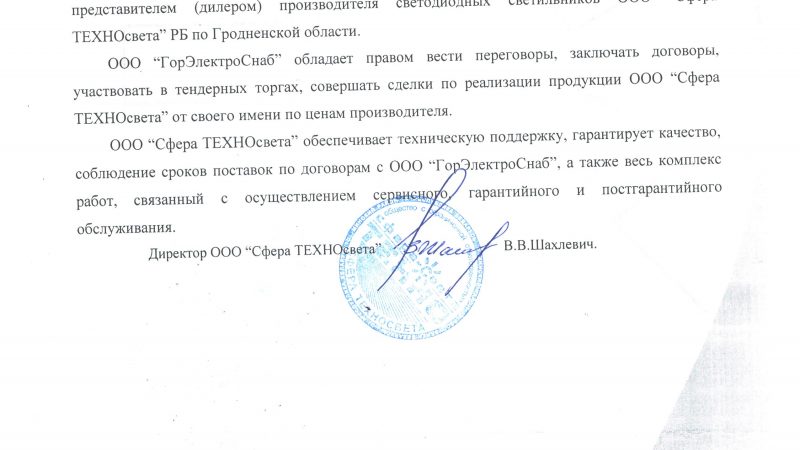 представителем (дилером) производителя светодиодных светильников ООО “Сфера
ТЕХНОсвета” РБ по Гродненской области.
ООО “ГорЭлектроСнаб” обладает правом вести переговоры, заключать договоры,
участвовать в тендерных торгах, совершать сделки по реализации продукции ООО “Сфера
ТЕХНОсвета” от своего имени по ценам производителя.
ООО “Сфера ТЕХНОсвета” обеспечивает техническую поддержку, гарантирует качество,
соблюдение сроков поставок по договорам с ООО “ГорЭлектроСнаб”, а также весь комплекс
работ, связанный с осуществлением сервисного, гарантийного и постгарантийного
обслуживания.
Директор ООО “Сфера ТЕХНОсвета” В.В.Шахлевич.
общество с
СФЕРА ТЕХНОСВЕТА